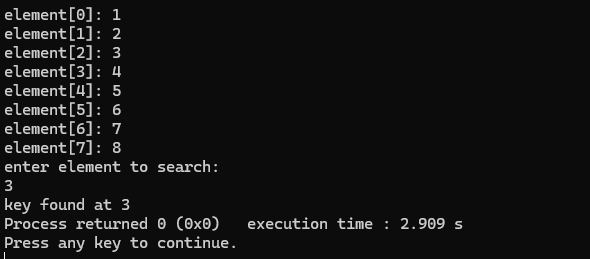 element[0]: 1
element[1]: 2
element[2]: 3
element[3]: 4
element[4]: 5
element[5]: 6
element[6]: 7
element[7]: 8
enter element to search:
3
key found at 3
Process returned 0 (0x0)   execution time : 2.909 s
Press any key to continue.